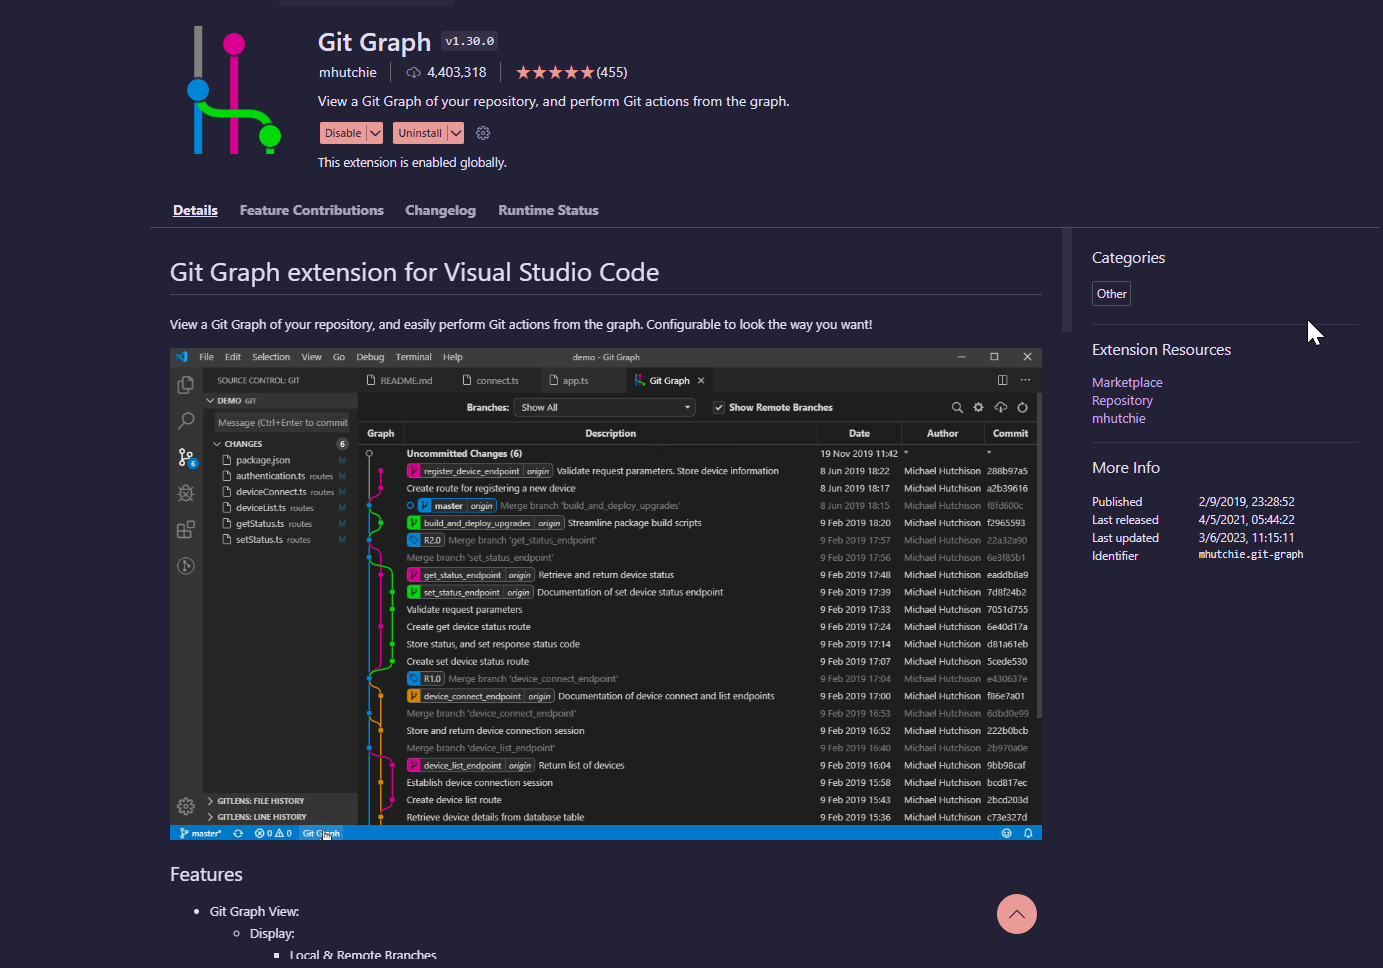 Git Graph v1.30.0
mhutchie 4,403,318 ★★★★★(455)
View a Git Graph of your repository, and perform Git actions from the graph.
Disable Uninstall
This extension is enabled globally.
Details Feature Contributions Changelog Runtime Status
Git Graph extension for Visual Studio Code
View a Git Graph of your repository, and easily perform Git actions from the graph. Configurable to look the way you want!
File Edit Selection View Go Debug Terminal Help demo - Git Graph
SOURCE CONTROL: GIT README.md connect.ts app.ts Git Graph
DEMO GIT
Message (Ctrl+Enter to commit
CHANGES 6
package.json M
authentication.ts routes M
deviceConnect.ts routes M
deviceList.ts routes M
getStatus.ts routes M
setStatus.ts routes M
6
GITLENS: FILE HISTORY
GITLENS: LINE HISTORY
Branches: Show All Show Remote Branches
Graph Description Date Author Commit
Uncommitted Changes (6) 19 Nov 2019 11:42 * *
register_device_endpoint origin Validate request parameters. Store device information 8 Jun 2019 18:22 Michael Hutchison 288b97a5
Create route for registering a new device 8 Jun 2019 18:17 Michael Hutchison a2b39616
master origin Merge branch 'build_and_deploy_upgrades' 8 Jun 2019 18:15 Michael Hutchison f8fd600c
build_and_deploy_upgrades origin Streamline package build scripts 9 Feb 2019 18:20 Michael Hutchison f2965593
R2.0 Merge branch 'get_status_endpoint' 9 Feb 2019 17:57 Michael Hutchison 22a32a90
Merge branch 'set_status_endpoint' 9 Feb 2019 17:56 Michael Hutchison 6e3f85b1
get_status_endpoint origin Retrieve and return device status 9 Feb 2019 17:48 Michael Hutchison eaddb8a9
set_status_endpoint origin Documentation of set device status endpoint 9 Feb 2019 17:39 Michael Hutchison 7d8f24b2
Validate request parameters 9 Feb 2019 17:33 Michael Hutchison 7051d755
Create get device status route 9 Feb 2019 17:24 Michael Hutchison 6e40d17a
Store status, and set response status code 9 Feb 2019 17:14 Michael Hutchison d81a61eb
Create set device status route 9 Feb 2019 17:07 Michael Hutchison 5cede530
R1.0 Merge branch 'device_connect_endpoint' 9 Feb 2019 17:04 Michael Hutchison e430637e
device_connect_endpoint origin Documentation of device connect and list endpoints 9 Feb 2019 17:00 Michael Hutchison f86e7a01
Merge branch 'device_connect_endpoint' 9 Feb 2019 16:53 Michael Hutchison 6dbd0e99
Store and return device connection session 9 Feb 2019 16:52 Michael Hutchison 222b0bcb
Merge branch 'device_list_endpoint' 9 Feb 2019 16:40 Michael Hutchison 2b970a0e
device_list_endpoint origin Return list of devices 9 Feb 2019 16:04 Michael Hutchison 9bb98caf
Establish device connection session 9 Feb 2019 15:58 Michael Hutchison bcd817ec
Create device list route 9 Feb 2019 15:43 Michael Hutchison 2bcd203d
Retrieve device details from database table 9 Feb 2019 15:36 Michael Hutchison c73e327d
master* 0 0 Git Graph
Features
• Git Graph View:
○ Display:
▪ Local & Remote Branches
Categories
Other
Extension Resources
Marketplace
Repository
mhutchie
More Info
Published 2/9/2019, 23:28:52
Last released 4/5/2021, 05:44:22
Last updated 3/6/2023, 11:15:11
Identifier mhutchie.git-graph